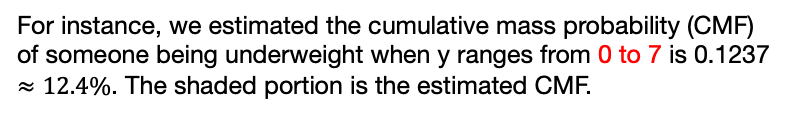 For instance, we estimated the cumulative mass probability (CMF)
of someone being underweight when y ranges from 0 to 7 is 0.1237
≈ 12.4%. The shaded portion is the estimated CMF.